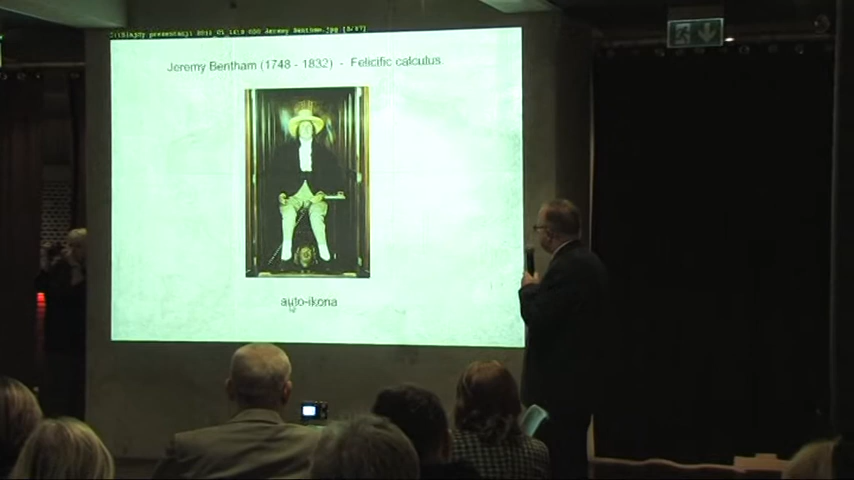 Jeremy Bentham (1748 - 1832) - Felicific calculus
auto-ikona